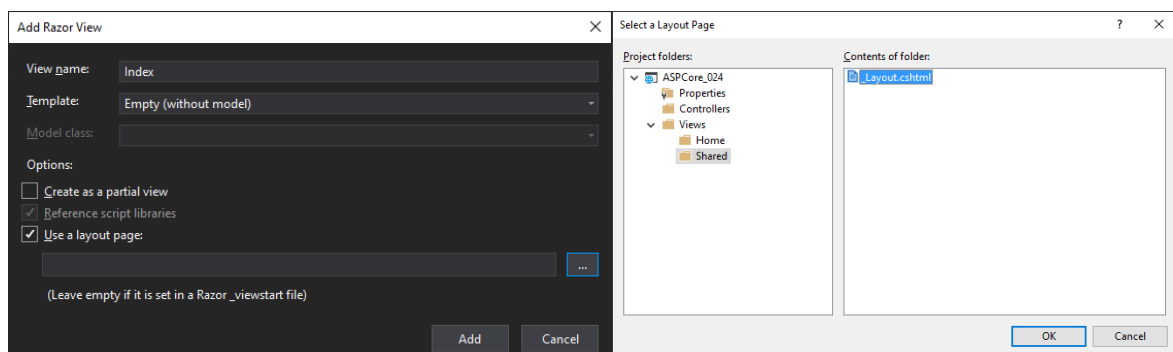 Add Razor View
View name:
Index
Template:
Empty (without model)
Model class:
Options:
Create as a partial view
Reference script libraries
Use a layout page:
...
(Leave empty if it is set in a Razor _viewstart file)
Add
Cancel
Select a Layout Page
?
Project folders:
ASPCore_024
Properties
Controllers
Views
Home
Shared
Contents of folder:
_Layout.cshtml
OK
Cancel